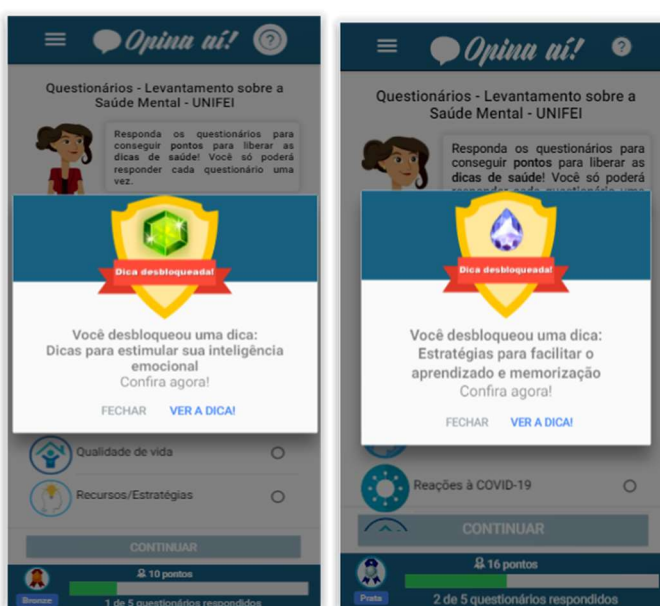 Opina aí!
?
Questionários - Levantamento sobre a
Saúde Mental - UNIFEI
Responda os questionários para
conseguir pontos para liberar as
dicas de saúde! Você só poderá
responder cada questionário uma
vez.
Dica desbloqueada!
Você desbloqueou uma dica:
Dicas para estimular sua inteligência
emocional
Confira agora!
FECHAR VER A DICA!
Qualidade de vida
Recursos/Estratégias
CONTINUAR
10 pontos
Bronze
1 de 5 questionários respondidos
Opina aí!
?
Questionários - Levantamento sobre a
Saúde Mental - UNIFEI
Responda os questionários para
conseguir pontos para liberar as
dicas de saúde! Você só poderá
responder cada questionário uma
Dica desbloqueada!
Você desbloqueou uma dica:
Estratégias para facilitar o
aprendizado e memorização
Confira agora!
FECHAR VER A DICA!
Reações à COVID-19
CONTINUAR
16 pontos
Prata
2 de 5 questionários respondidos